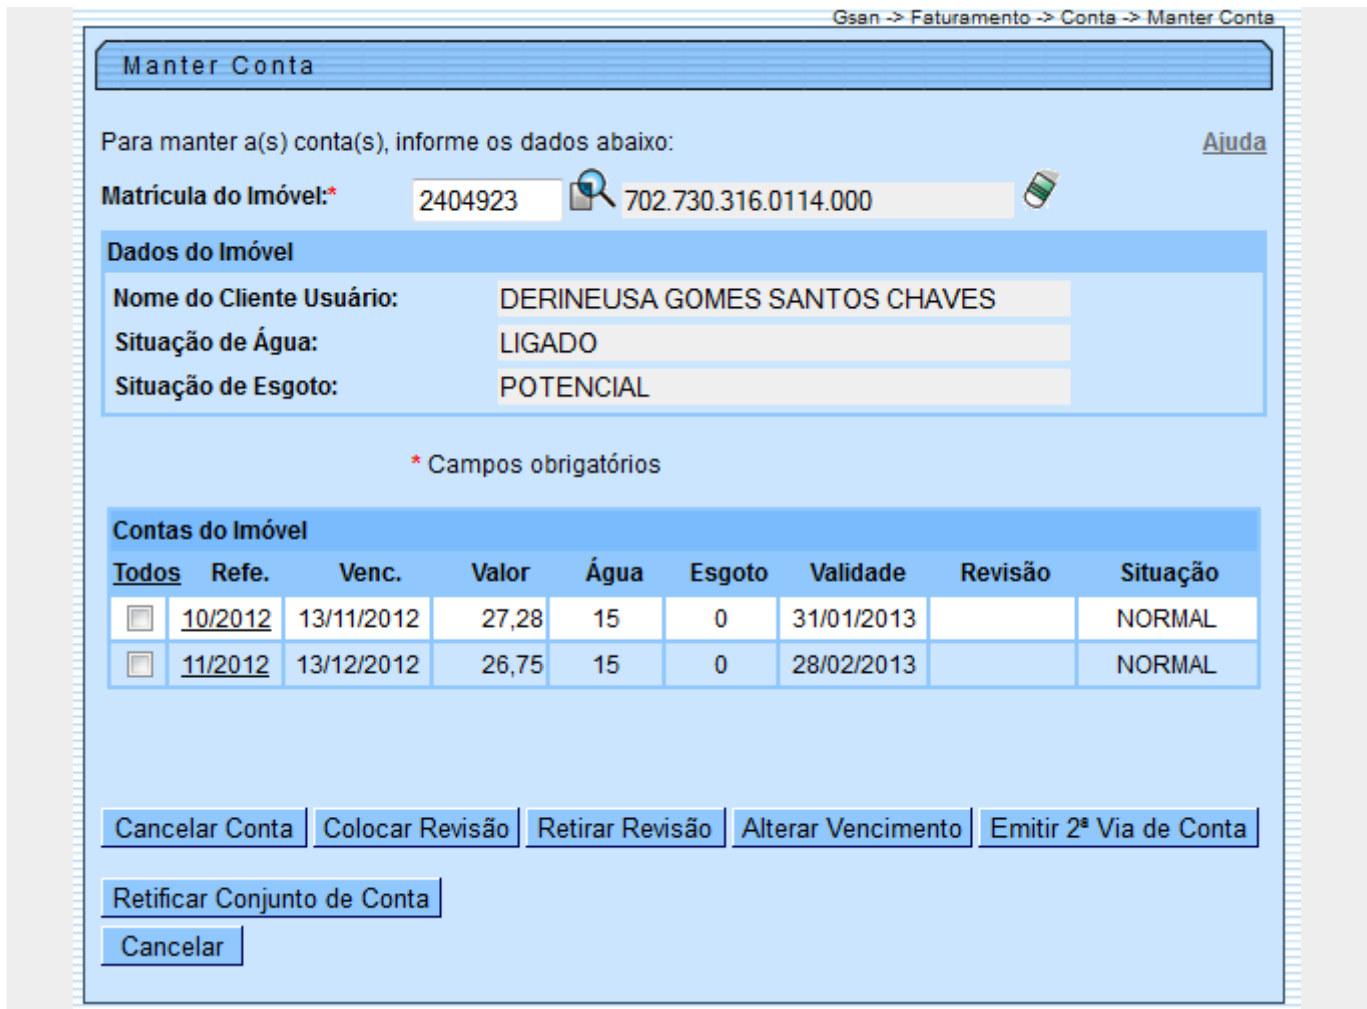 Gsan -> Faturamento -> Conta -> Manter Conta
Manter Conta
Para manter a(s) conta(s), informe os dados abaixo: Ajuda
Matrícula do Imóvel:* 2404923 702.730.316.0114.000
Dados do Imóvel
Nome do Cliente Usuário: DERINEUSA GOMES SANTOS CHAVES
Situação de Água: LIGADO
Situação de Esgoto: POTENCIAL
* Campos obrigatórios
Contas do Imóvel
Todos Refe. Venc. Valor Água Esgoto Validade Revisão Situação
10/2012 13/11/2012 27,28 15 0 31/01/2013 NORMAL
11/2012 13/12/2012 26,75 15 0 28/02/2013 NORMAL
Cancelar Conta Colocar Revisão Retirar Revisão Alterar Vencimento Emitir 2ª Via de Conta
Retificar Conjunto de Conta
Cancelar